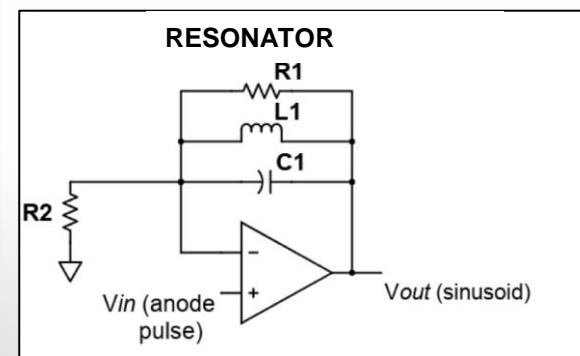 RESONATOR
R1
L1
C1
R2
−
+
Vin (anode
pulse)
Vout (sinusoid)